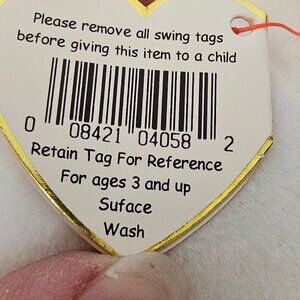 Please remove all swing tags
before giving this item to a child
0 08421 04058 2
Retain Tag For Reference
For ages 3 and up
Suface
Wash